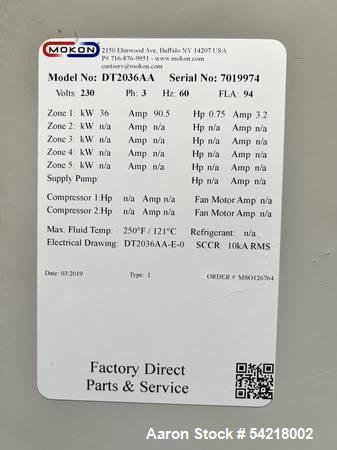 MOKON
2150 Elmwood Ave, Buffalo NY 14207 USA
P# 716-876-9951 - www.mokon.com
custserv@mokon.com
Model No: DT2036AA Serial No: 7019974
Volts: 230 Ph: 3 Hz: 60 FLA: 94
Zone 1: kW 36 Amp 90.5 Hp 0.75 Amp 3.2
Zone 2: kW n/a Amp n/a Hp n/a Amp n/a
Zone 3: kW n/a Amp n/a Hp n/a Amp n/a
Zone 4: kW n/a Amp n/a Hp n/a Amp n/a
Zone 5: kW n/a Amp n/a Hp n/a Amp n/a
Supply Pump: Hp n/a Amp n/a
Compressor 1:Hp n/a Amp n/a Fan Motor Amp n/a
Compressor 2:Hp n/a Amp n/a Fan Motor Amp n/a
Max. Fluid Temp: 250°F / 121°C Refrigerant: n/a
Electrical Drawing: DT2036AA-E-0 SCCR: 10kA RMS
Date: 03/2019 Type: 1 ORDER # MSO126764
Factory Direct
Parts & Service
Aaron Stock # 54218002